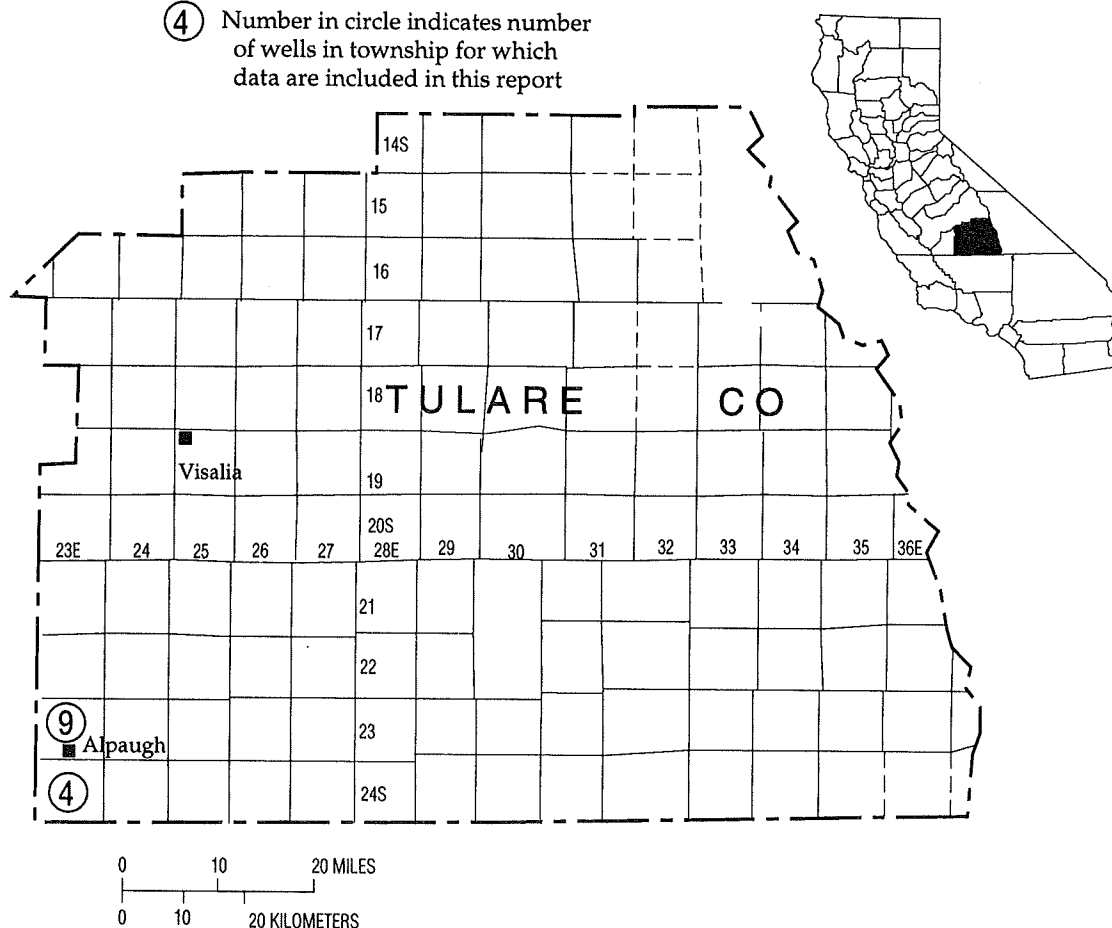 4 Number in circle indicates number
of wells in township for which
data are included in this report
14S
15
16
17
18
TULARE CO
Visalia
19
20S
23E 24 25 26 27 28E 29 30 31 32 33 34 35 36E
21
22
9
23
Alpaugh
4
24S
0 10 20 MILES
0 10 20 KILOMETERS